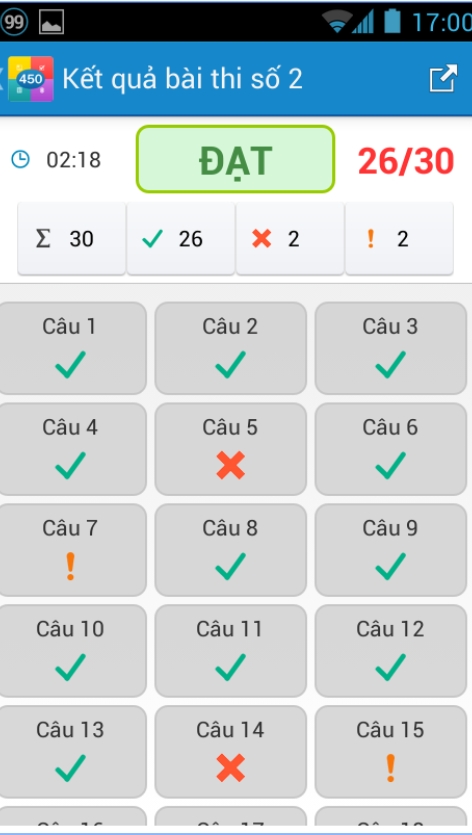 99 17:00
450 Kết quả bài thi số 2
02:18 ĐẠT 26/30
Σ 30 26 2 ! 2
Câu 1 Câu 2 Câu 3
Câu 4 Câu 5 Câu 6
Câu 7 Câu 8 Câu 9
!
Câu 10 Câu 11 Câu 12
Câu 13 Câu 14 Câu 15
!